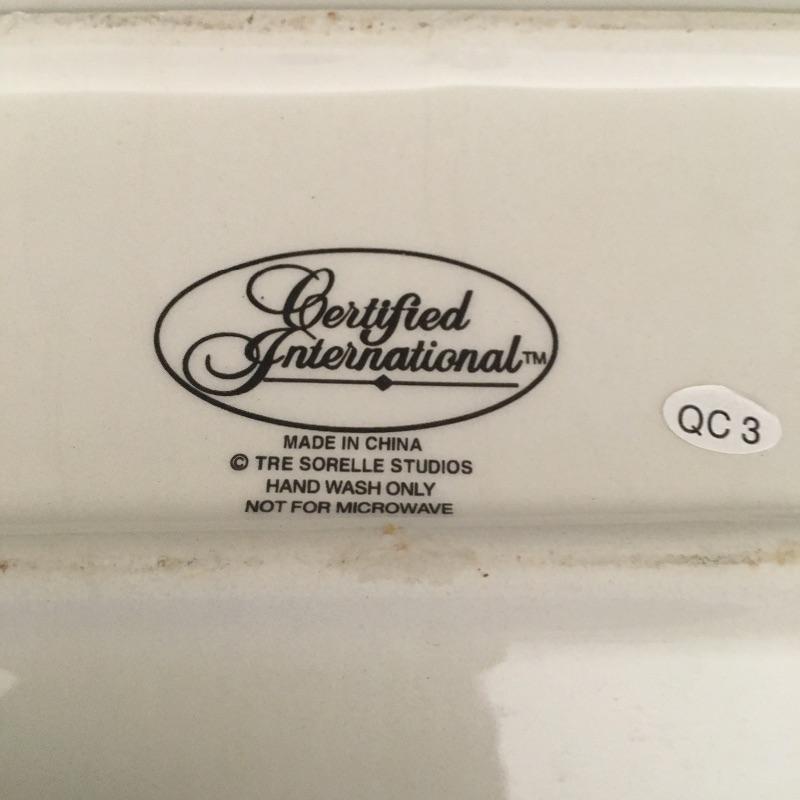 Certified
International™
MADE IN CHINA
© TRE SORELLE STUDIOS
HAND WASH ONLY
NOT FOR MICROWAVE
QC 3